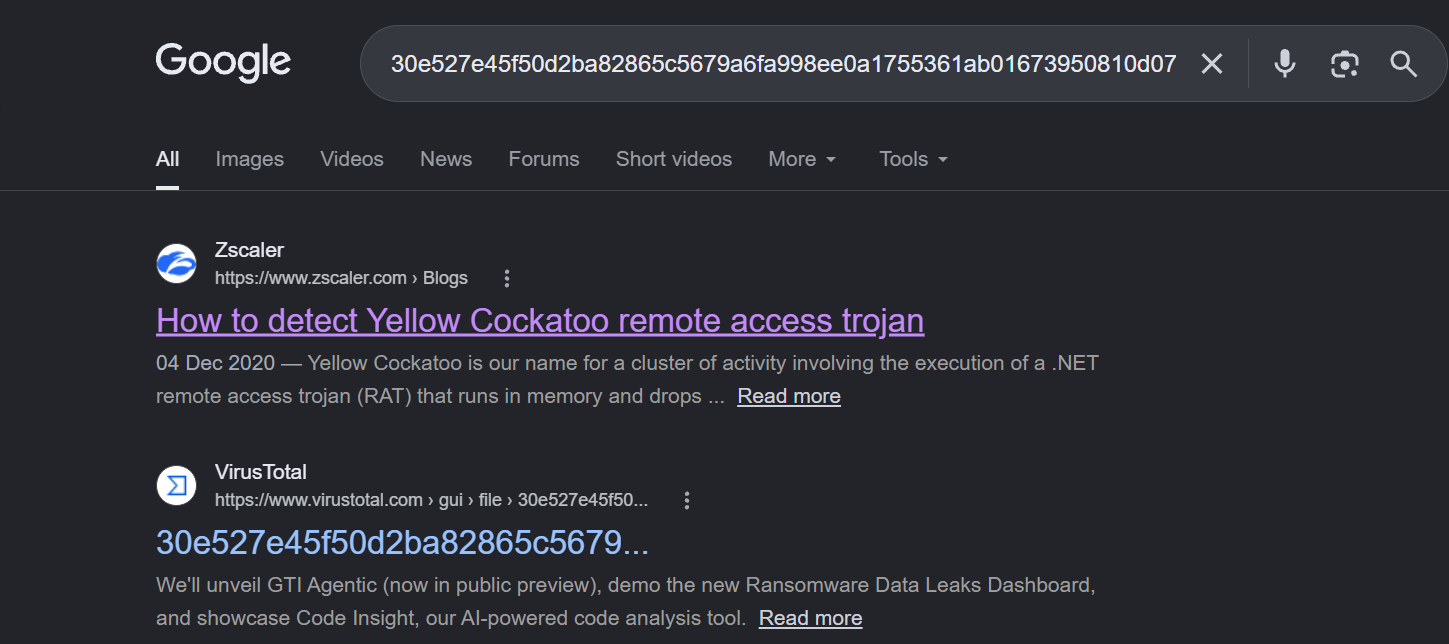 Google
30e527e45f50d2ba82865c5679a6fa998ee0a1755361ab01673950810d07
All Images Videos News Forums Short videos More Tools
Zscaler
https://www.zscaler.com › Blogs
How to detect Yellow Cockatoo remote access trojan
04 Dec 2020 — Yellow Cockatoo is our name for a cluster of activity involving the execution of a .NET
remote access trojan (RAT) that runs in memory and drops ... Read more
VirusTotal
https://www.virustotal.com › gui › file › 30e527e45f50...
30e527e45f50d2ba82865c5679...
We'll unveil GTI Agentic (now in public preview), demo the new Ransomware Data Leaks Dashboard,
and showcase Code Insight, our AI-powered code analysis tool. Read more